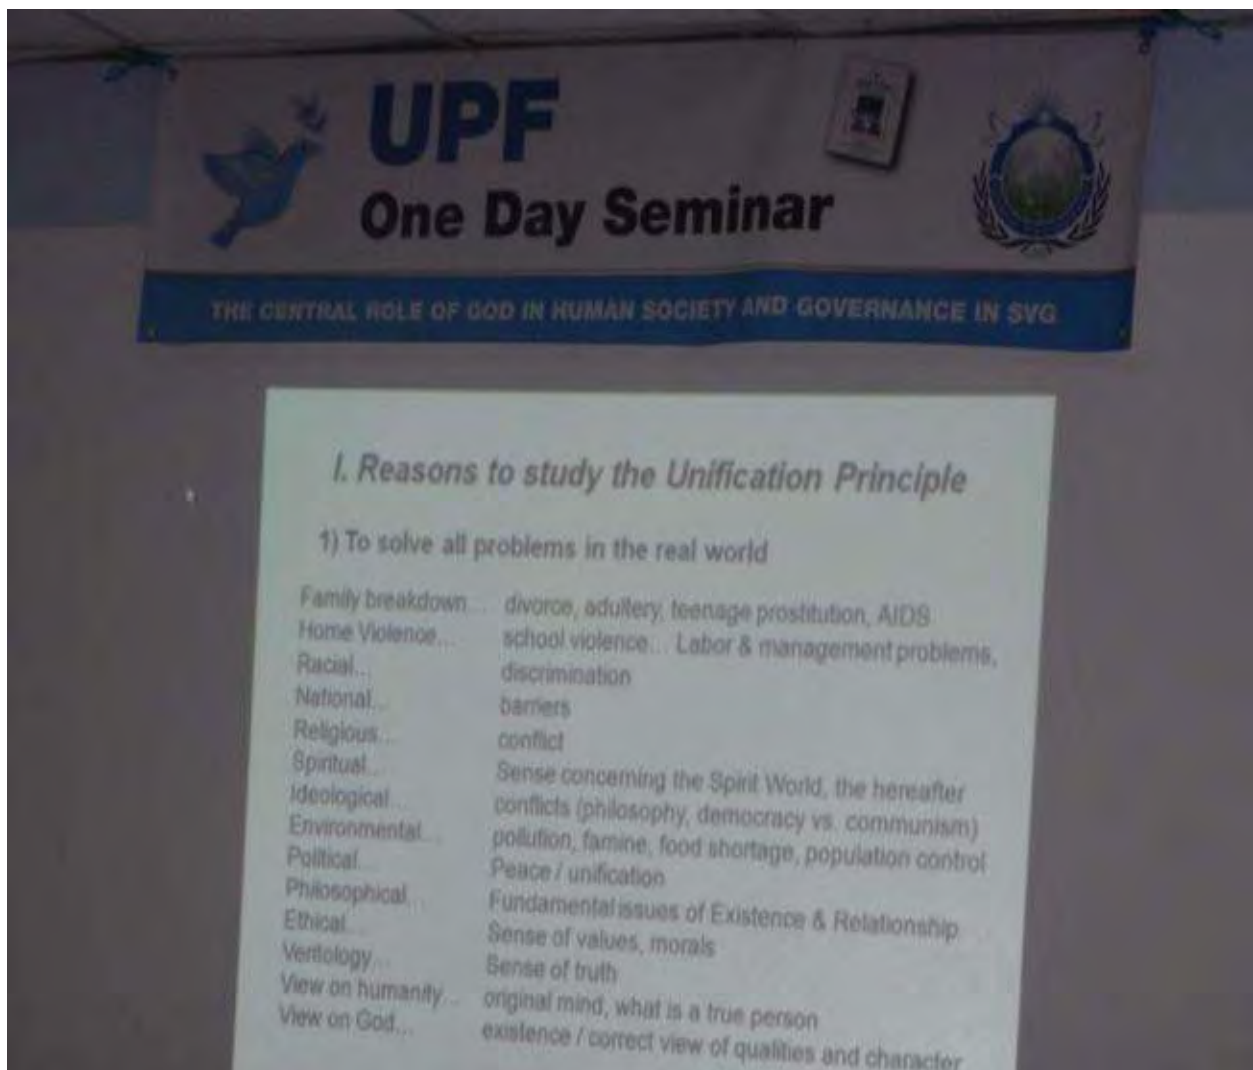 UPF
One Day Seminar
THE CENTRAL ROLE OF GOD IN HUMAN SOCIETY AND GOVERNANCE IN SVG
I. Reasons to study the Unification Principle
1) To solve all problems in the real world
Family breakdown... divorce, adultery, teenage prostitution, AIDS
Home Violence... school violence... Labor & management problems,
Racial... discrimination
National... barriers
Religious... conflict
Spiritual... Sense concerning the Spirit World, the hereafter
Ideological... conflicts (philosophy, democracy vs. communism)
Environmental... pollution, famine, food shortage, population control
Political... Peace / unification
Philosophical... Fundamental issues of Existence & Relationship
Ethical... Sense of values, morals
Veritology... Sense of truth
View on humanity... original mind, what is a true person
View on God... existence / correct view of qualities and character